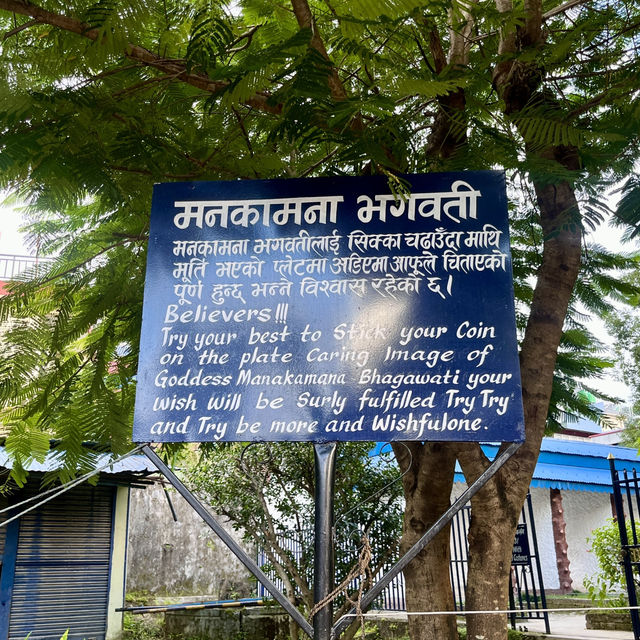 मनकामना भगवती
मनकामना भगवतीलाई सिक्का चढाउँदा माथि
मुर्ति भएको प्लेटमा अडिएमा आफुले चिताएको
पूर्ण हुन्छ भन्ने विश्वास रहेको छ।
Believers!!!
Try your best to Stick your Coin
on the plate Caring Image of
Goddess Manakamana Bhagawati your
wish will be Surly fulfilled Try Try
and Try be more and Wishfulone.